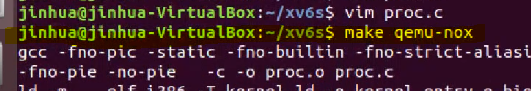 jinhua@jinhua-VirtualBox:~/xv6s$ vim proc.c
jinhua@jinhua-VirtualBox:~/xv6s$ make qemu-nox
gcc -fno-pic -static -fno-builtin -fno-strict-aliasi
-fno-pie -no-pie   -c -o proc.o proc.c